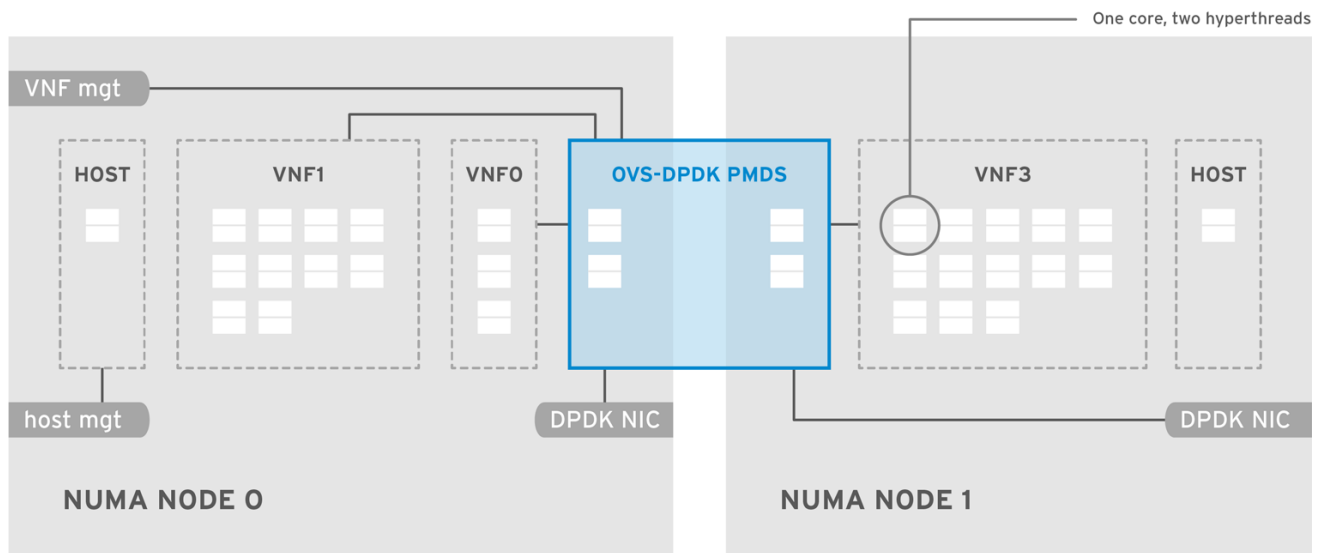 One core, two hyperthreads
VNF mgt
HOST
VNF1
VNF0
OVS-DPDK PMDS
VNF3
HOST
host mgt
DPDK NIC
DPDK NIC
NUMA NODE 0
NUMA NODE 1